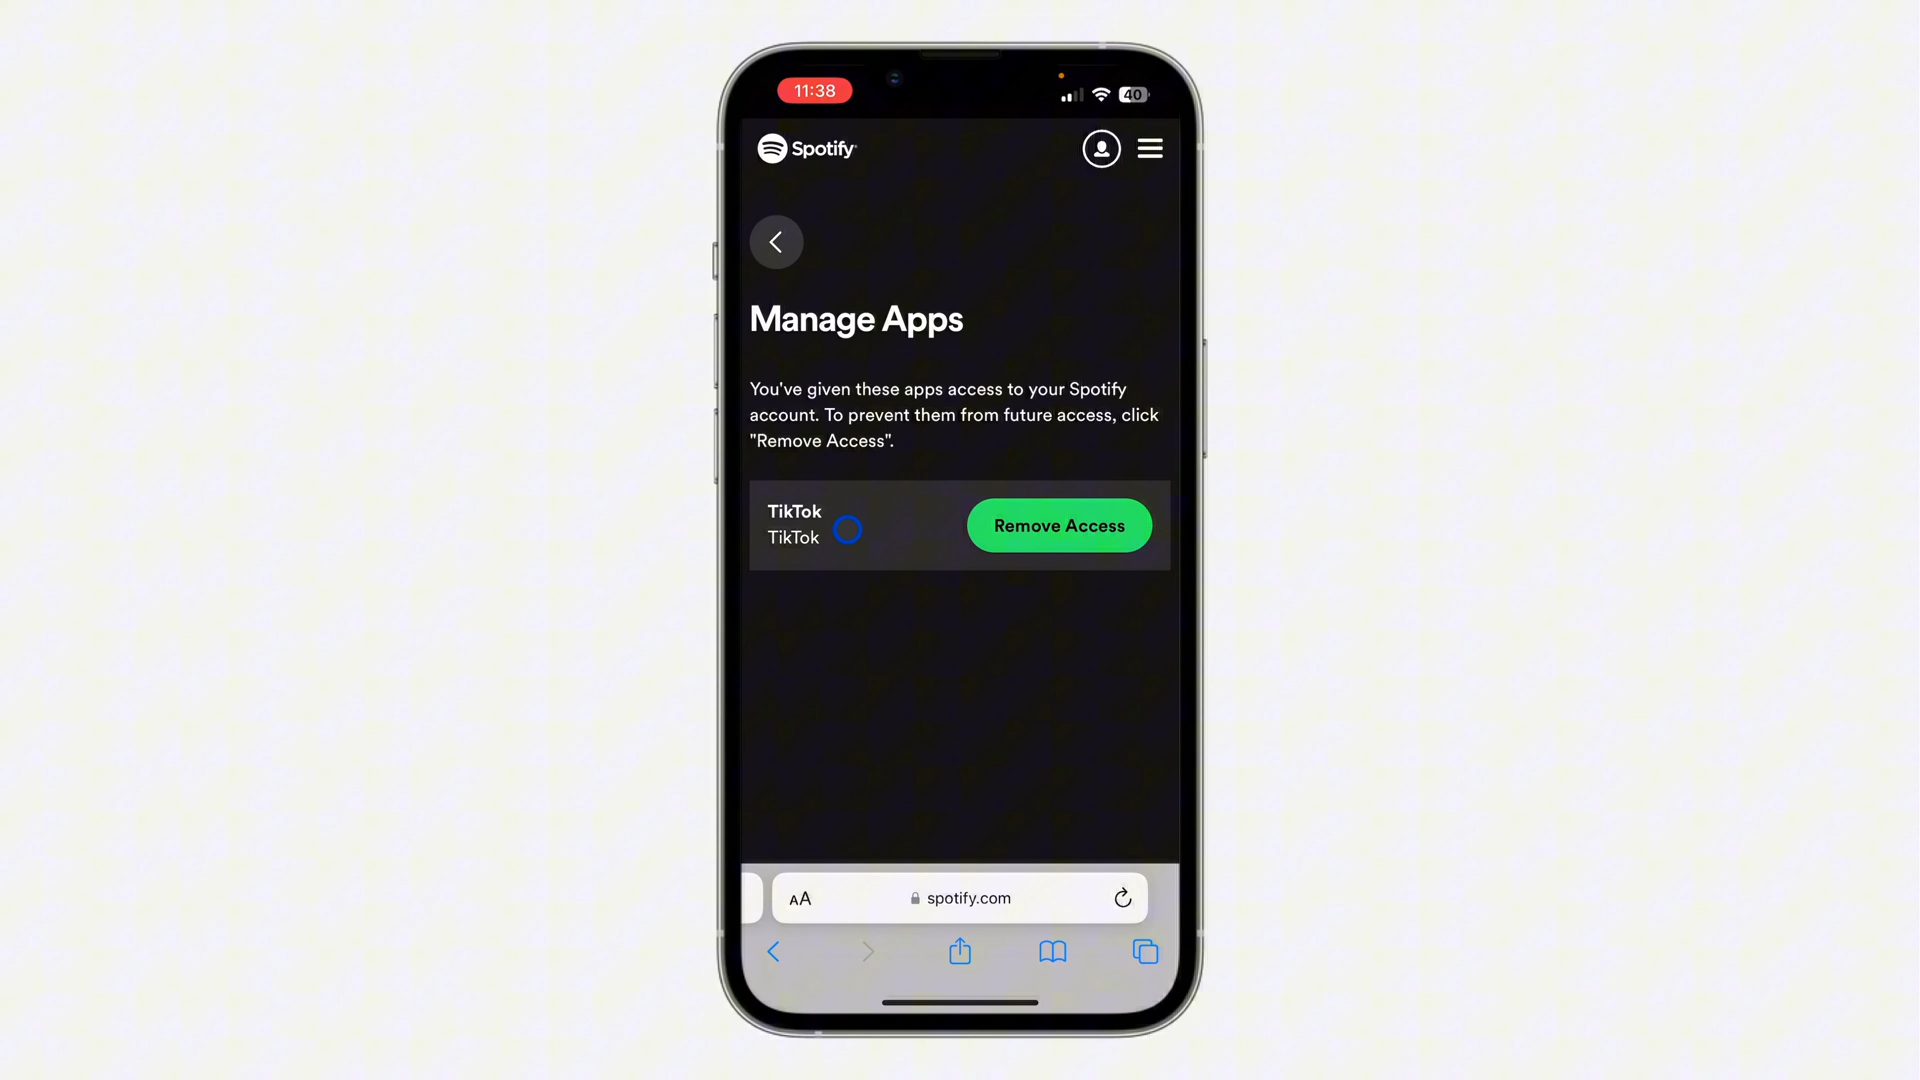 11:38
40
Spotify
Manage Apps
You've given these apps access to your Spotify
account. To prevent them from future access, click
"Remove Access".
TikTok
TikTok
Remove Access
AA
spotify.com